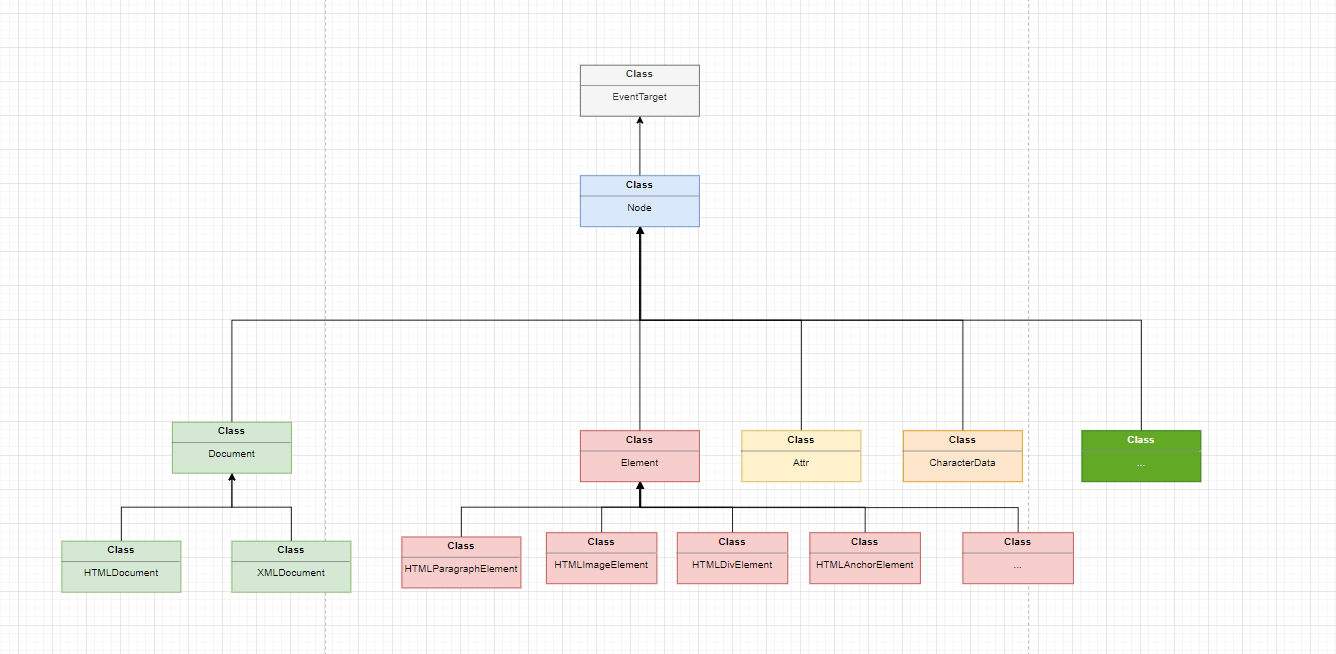 Class
EventTarget
Class
Node
Class
Document
Class
Element
Class
Attr
Class
CharacterData
Class
...
Class
HTMLDocument
Class
XMLDocument
Class
HTMLParagraphElement
Class
HTMLImageElement
Class
HTMLDivElement
Class
HTMLAnchorElement
Class
...